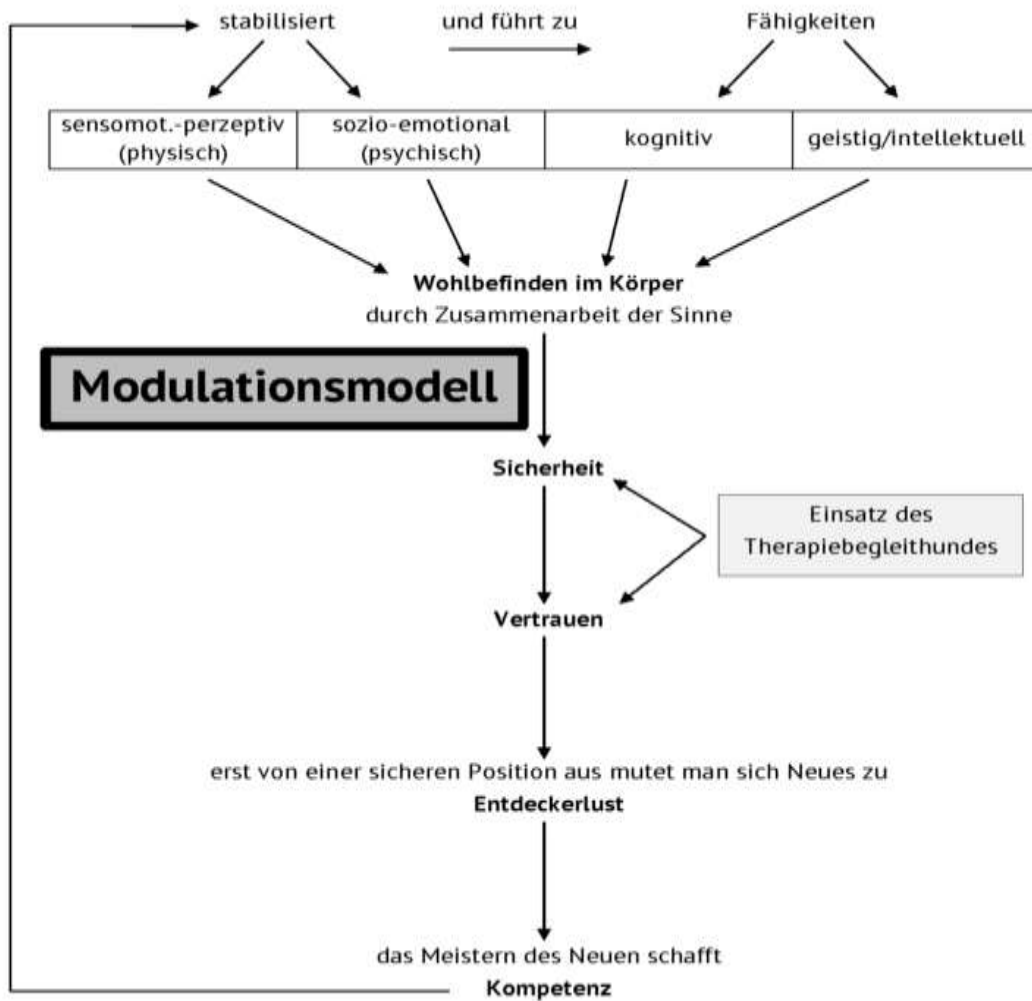 stabilisiert und führt zu Fähigkeiten
sensomot.-perzeptiv
(physisch)
sozio-emotional
(psychisch)
kognitiv
geistig/intellektuell
Wohlbefinden im Körper
durch Zusammenarbeit der Sinne
Modulationsmodell
Sicherheit
Einsatz des
Therapiebegleithundes
Vertrauen
erst von einer sicheren Position aus mutet man sich Neues zu
Entdeckerlust
das Meistern des Neuen schafft
Kompetenz